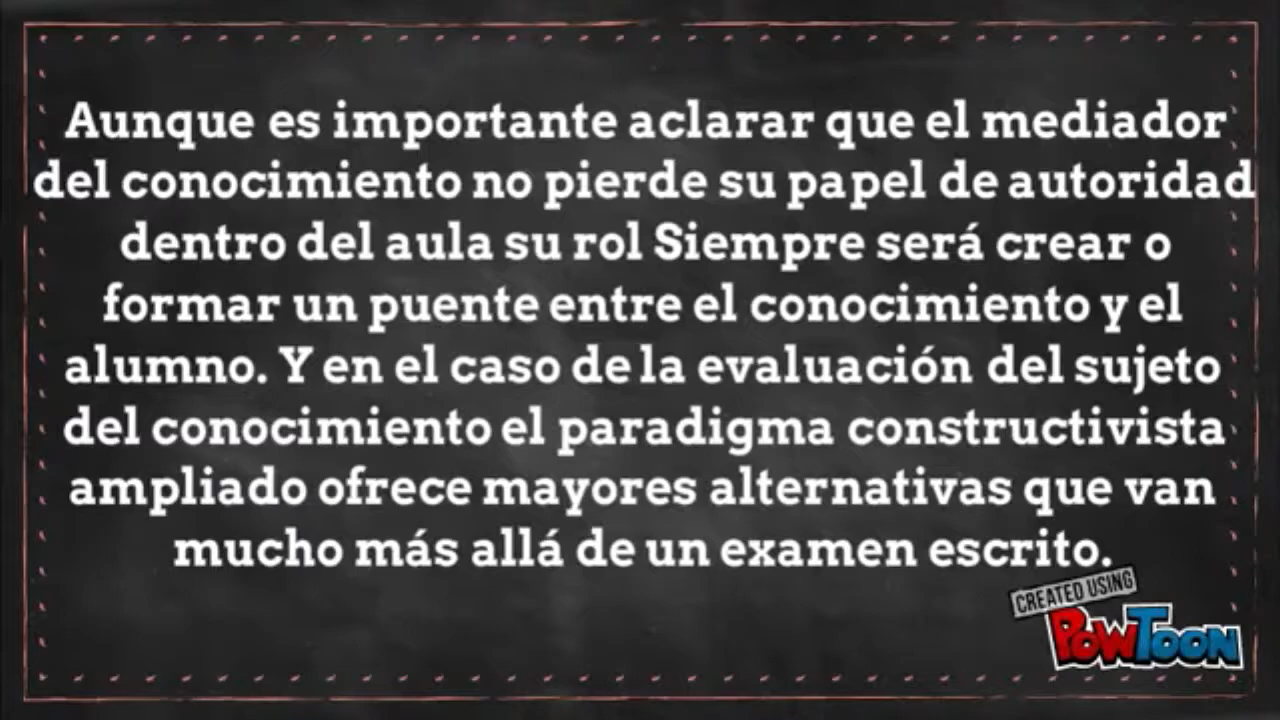 Aunque es importante aclarar que el mediador
del conocimiento no pierde su papel de autoridad
dentro del aula su rol Siempre será crear o
formar un puente entre el conocimiento y el
alumno. Y en el caso de la evaluación del sujeto
del conocimiento el paradigma constructivista
ampliado ofrece mayores alternativas que van
mucho más allá de un examen escrito.
CREATED USING
POWTOON